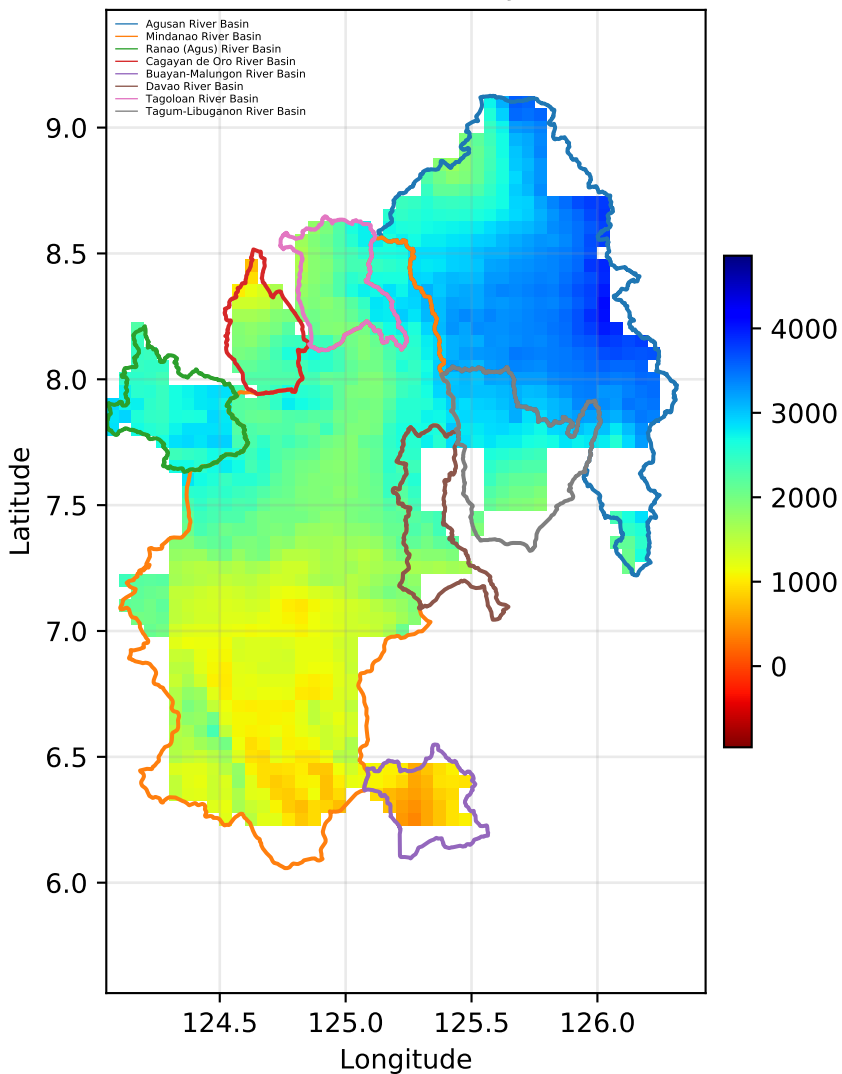 Agusan River Basin
Mindanao River Basin
Ranao (Agus) River Basin
Cagayan de Oro River Basin
Buayan-Malungon River Basin
Davao River Basin
Tagoloan River Basin
Tagum-Libuganon River Basin
9.0
8.5
8.0
7.5
7.0
6.5
6.0
Latitude
124.5 125.0 125.5 126.0
Longitude
4000
3000
2000
1000
0